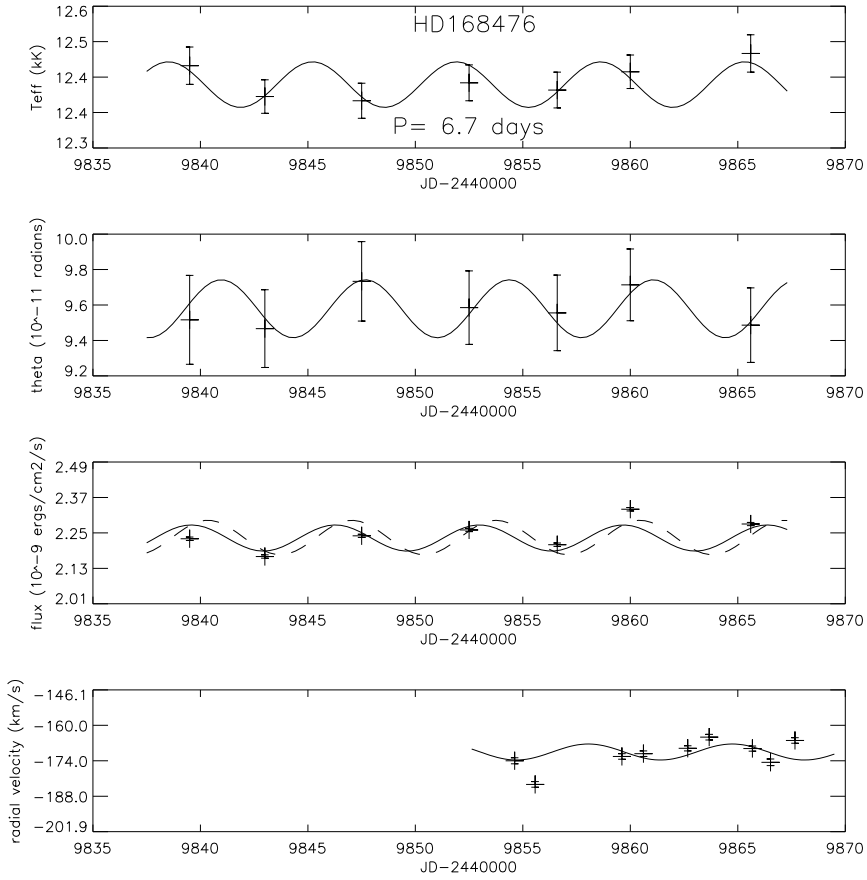 HD168476
12.6
12.5
12.4
12.4
12.3
Teff (kK)
P= 6.7 days
9835 9840 9845 9850 9855 9860 9865 9870
JD-2440000
10.0
9.8
9.6
9.4
9.2
theta (10^-11 radians)
9835 9840 9845 9850 9855 9860 9865 9870
JD-2440000
2.49
2.37
2.25
2.13
2.01
flux (10^-9 ergs/cm2/s)
9835 9840 9845 9850 9855 9860 9865 9870
JD-2440000
-146.1
-160.0
-174.0
-188.0
-201.9
radial velocity (km/s)
9835 9840 9845 9850 9855 9860 9865 9870
JD-2440000